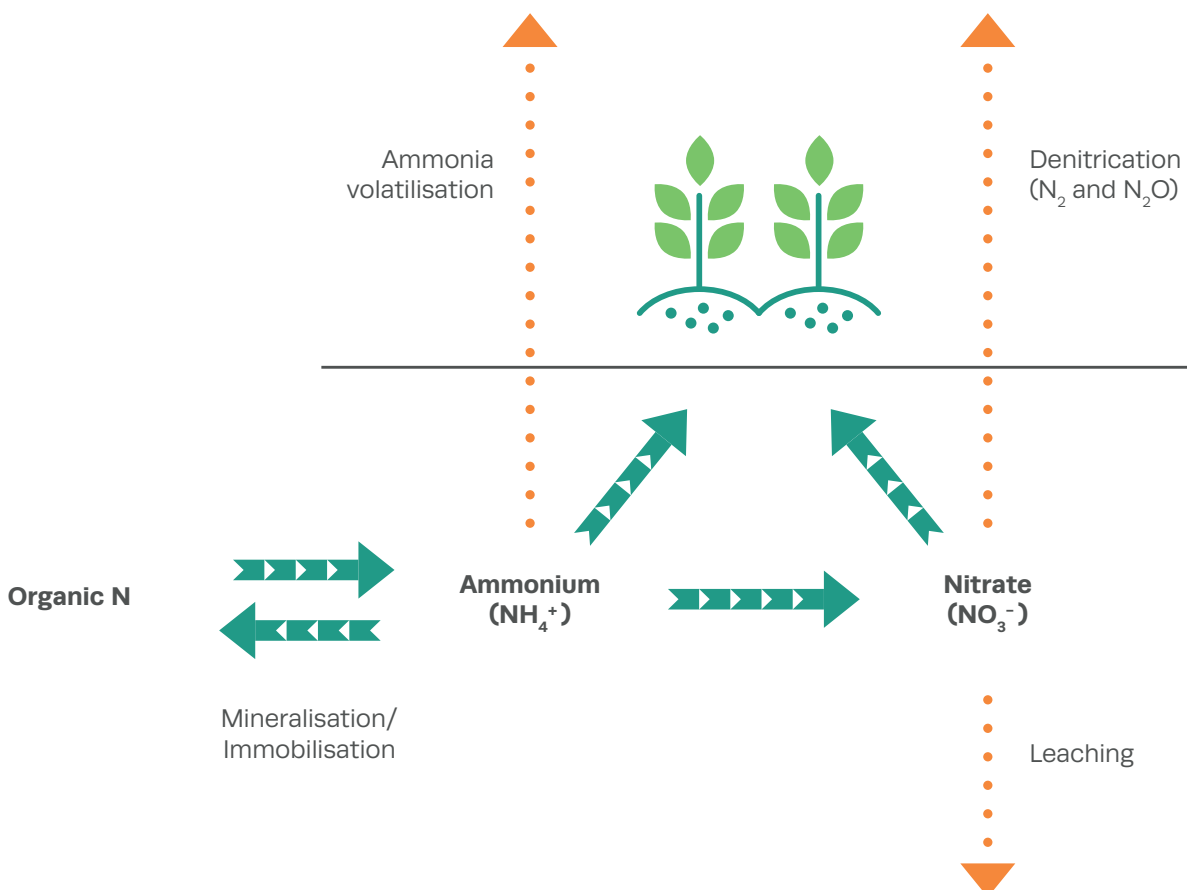 Ammonia
volatilisation
Denitrication
(N₂ and N₂O)
Organic N
Ammonium
(NH₄⁺)
Nitrate
(NO₃⁻)
Mineralisation/
Immobilisation
Leaching